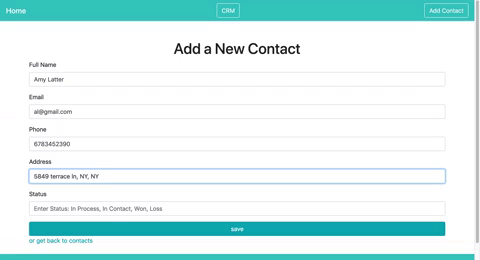 Home
CRM
Add Contact
Add a New Contact
Full Name
Amy Latter
Email
al@gmail.com
Phone
6783452390
Address
5849 terrace ln, NY, NY
Status
Enter Status: In Process, In Contact, Won, Loss
save
or get back to contacts